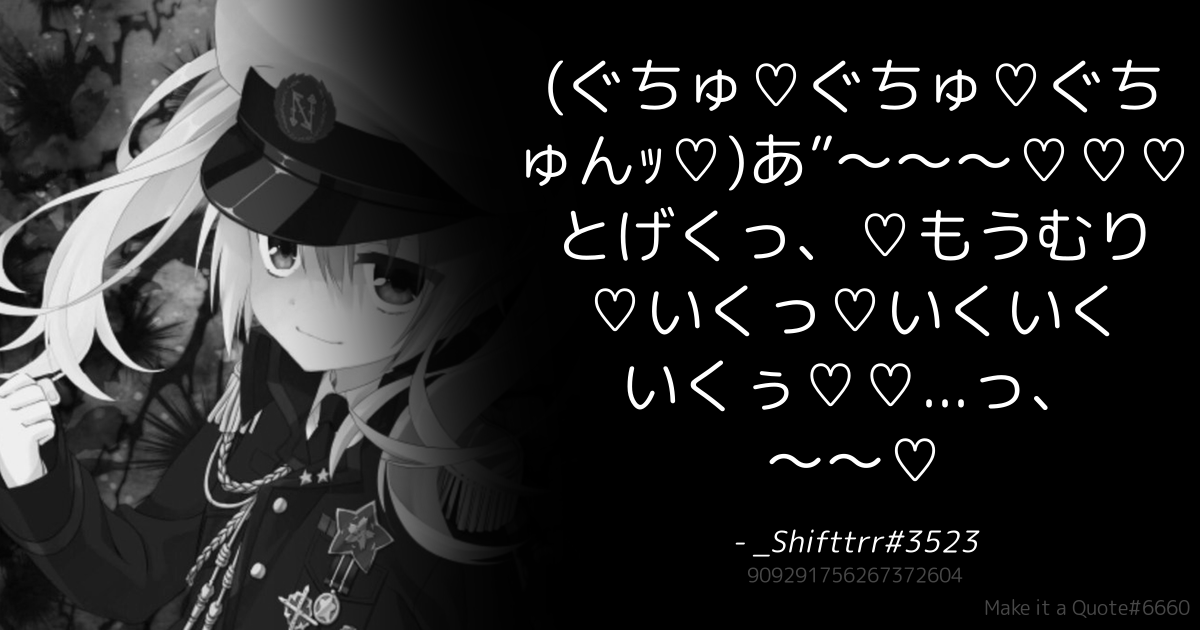 (ぐちゅ♡ぐちゅ♡ぐち
ゅんッ♡)あ”〜〜〜♡♡♡
とげくっ、♡もうむり
♡いくっ♡いくいく
いくぅ♡♡…っ、
〜〜♡
- _Shifttrr#3523
909291756267372604
Make it a Quote#6660